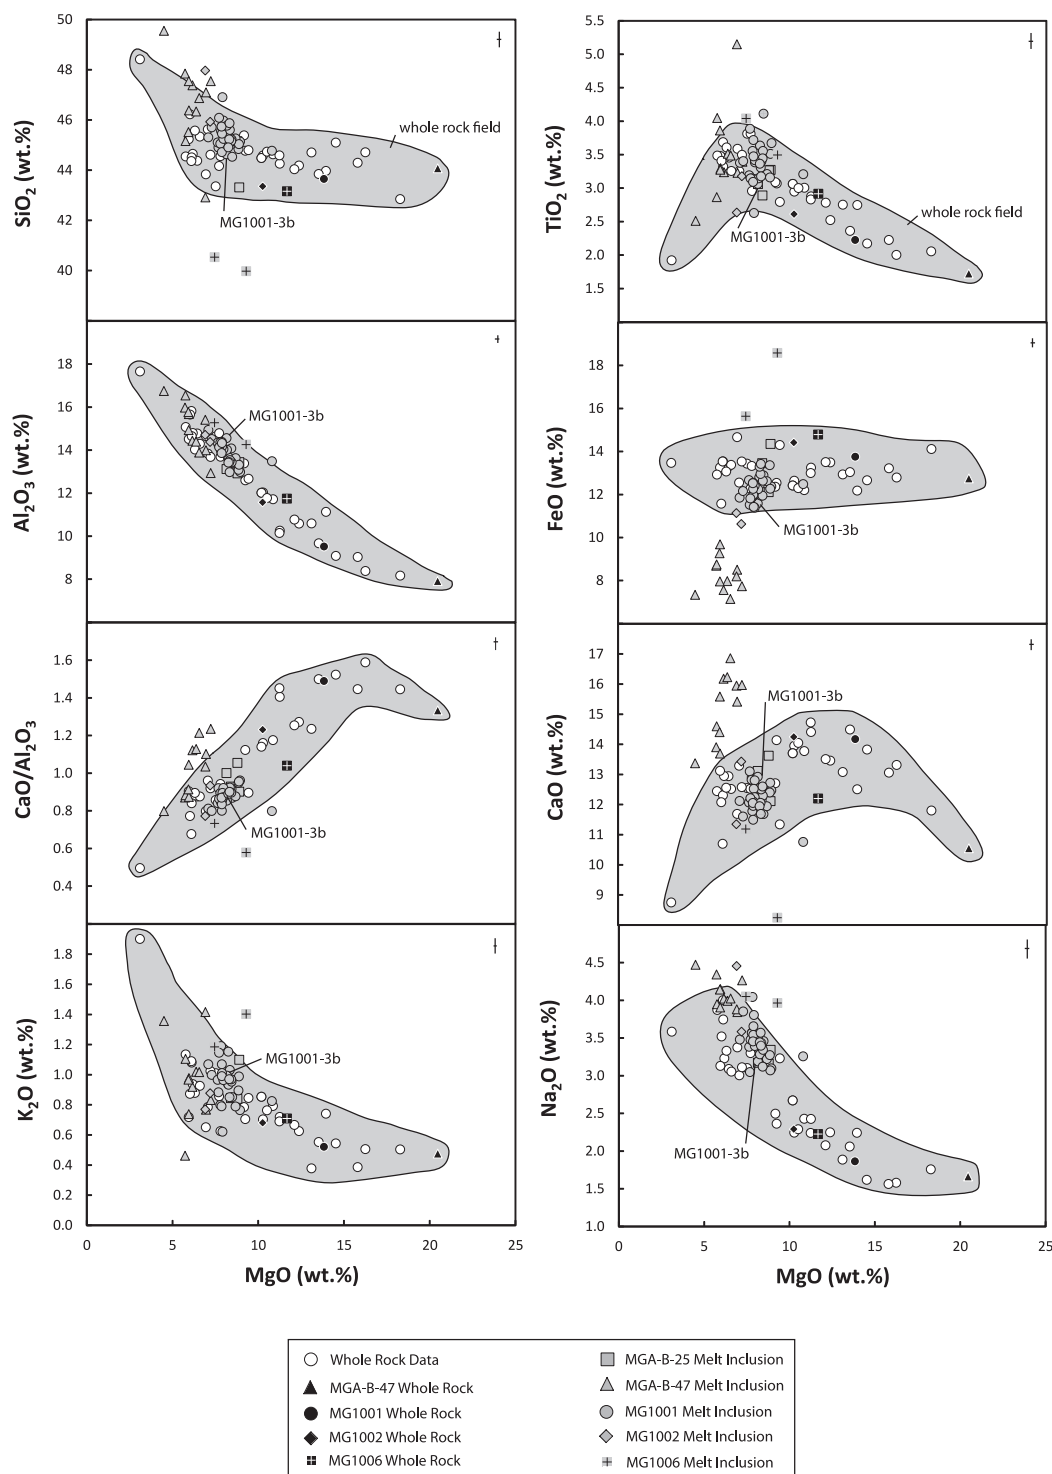 50
48
46
44
42
40
SiO2 (wt.%)
whole rock field
MG1001-3b
5.5
5.0
4.5
4.0
3.5
3.0
2.5
2.0
1.5
TiO2 (wt.%)
whole rock field
MG1001-3b
18
16
14
12
10
8
Al2O3 (wt.%)
MG1001-3b
18
16
14
12
10
8
FeO (wt.%)
MG1001-3b
1.6
1.4
1.2
1.0
0.8
0.6
0.4
CaO/Al2O3
MG1001-3b
17
16
15
14
13
12
11
10
9
CaO (wt.%)
MG1001-3b
1.8
1.6
1.4
1.2
1.0
0.8
0.6
0.4
0.2
0.0
K2O (wt.%)
MG1001-3b
0 5 10 15 20 25
MgO (wt.%)
4.5
4.0
3.5
3.0
2.5
2.0
1.5
1.0
Na2O (wt.%)
MG1001-3b
0 5 10 15 20 25
MgO (wt.%)
Whole Rock Data
MGA-B-47 Whole Rock
MG1001 Whole Rock
MG1002 Whole Rock
MG1006 Whole Rock
MGA-B-25 Melt Inclusion
MGA-B-47 Melt Inclusion
MG1001 Melt Inclusion
MG1002 Melt Inclusion
MG1006 Melt Inclusion